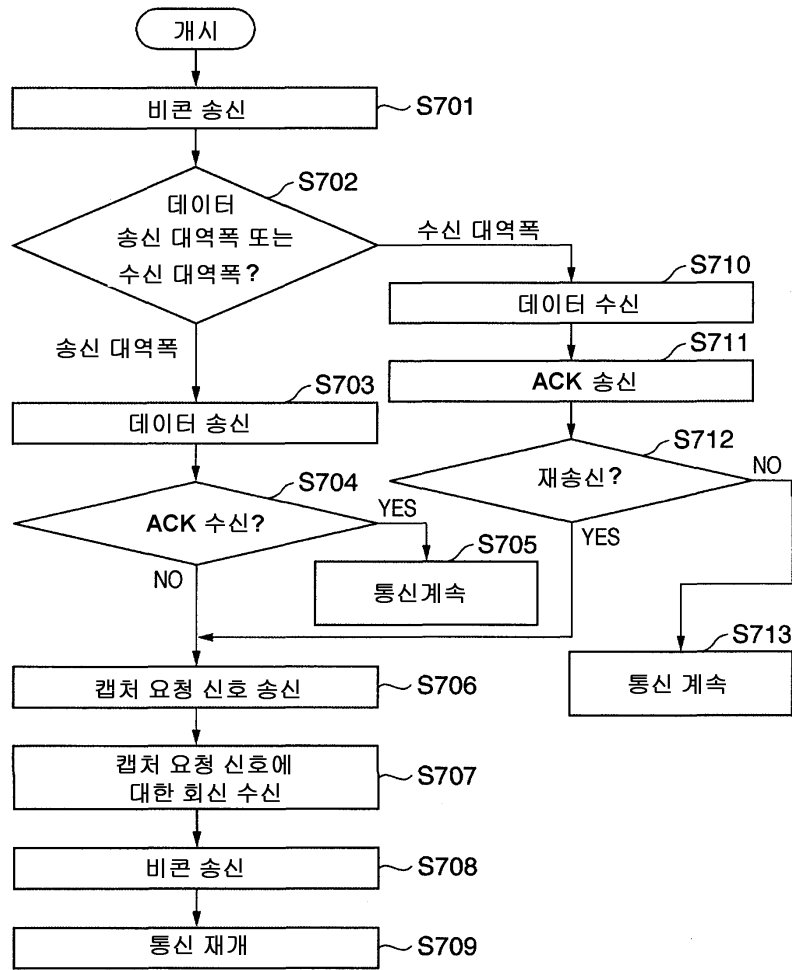 개시
비콘 송신
S701
S702
데이터
송신 대역폭 또는
수신 대역폭?
수신 대역폭
송신 대역폭
S710
데이터 수신
S711
ACK 송신
S703
데이터 송신
S712
재송신?
NO
YES
S704
ACK 수신?
YES
NO
S705
통신계속
S713
통신 계속
캡처 요청 신호 송신
S706
캡처 요청 신호에
대한 회신 수신
S707
비콘 송신
S708
통신 재개
S709